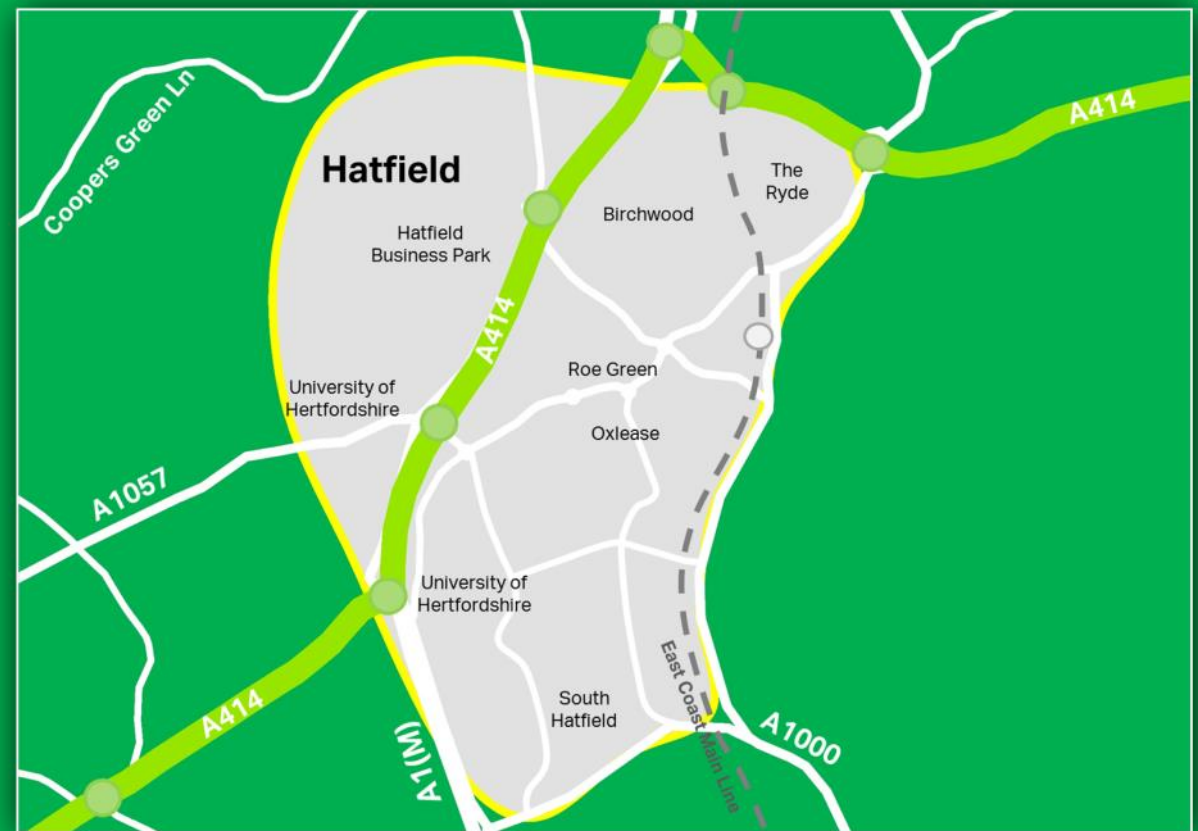 Coopers Green Ln
A414
Hatfield
The
Ryde
Birchwood
Hatfield
Business Park
A414
Roe Green
University of
Hertfordshire
Oxlease
A1057
University of
Hertfordshire
East Coast Main Line
South
Hatfield
A414
A1(M)
A1000